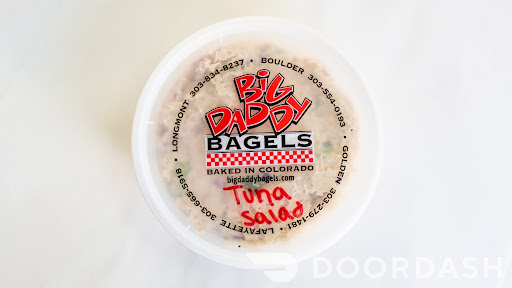 • BOULDER 303-554-0193
• GOLDEN 303-279-1481
• LAFAYETTE 303-665-5918
• LONGMONT 303-834-8237
BIG
DADDY
BAGELS
BAKED IN COLORADO
bigdaddybagels.com
Tuna
Salad
DOORDASH